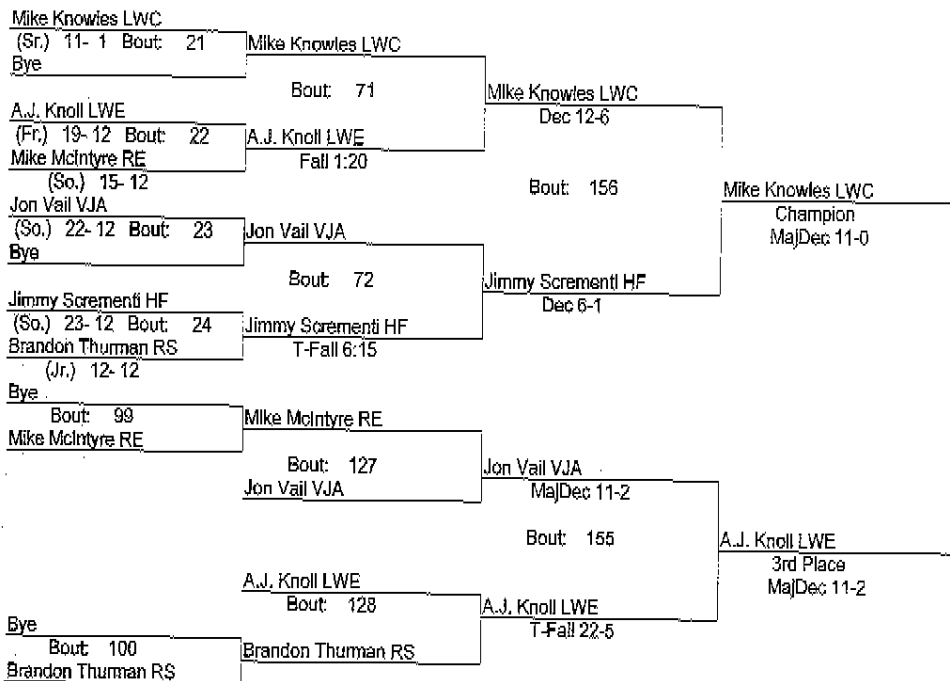 Mike Knowles LWC
(Sr.) 11- 1 Bout: 21
Bye
Mike Knowles LWC
Bout: 71
A.J. Knoll LWE
(Fr.) 19- 12 Bout: 22
Mike McIntyre RE
(So.) 15- 12
A.J. Knoll LWE
Fall 1:20
Mike Knowles LWC
Dec 12-6
Bout: 156
Jon Vail VJA
(So.) 22- 12 Bout: 23
Bye
Jon Vail VJA
Bout: 72
Jimmy Scrementi HF
(So.) 23- 12 Bout: 24
Brandon Thurman RS
(Jr.) 12- 12
Jimmy Scrementi HF
T-Fall 6:15
Jimmy Scrementi HF
Dec 6-1
Mike Knowles LWC
Champion
MajDec 11-0
Bye
Bout: 99
Mike McIntyre RE
Mike McIntyre RE
Bout: 127
Jon Vail VJA
Jon Vail VJA
MajDec 11-2
Bout: 155
A.J. Knoll LWE
Bout: 128
Bye
Bout: 100
Brandon Thurman RS
Brandon Thurman RS
A.J. Knoll LWE
T-Fall 22-5
A.J. Knoll LWE
3rd Place
MajDec 11-2